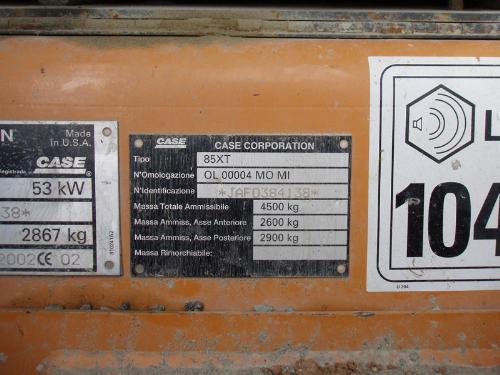 N Made
in U.S.A.
CASE
Registrada ®
53 kW
38*
2867 kg
2002 CE 02
CASE CASE CORPORATION
Tipo 85XT
N°Omologazione OL 00004 MO MI
N°Identificazione *JAF0384138*
Massa Totale Ammissibile 4500 kg
Massa Ammiss, Asse Anteriore 2600 kg
Massa Ammiss, Asse Posteriore 2900 kg
Massa Rimorchiabile:
L
104